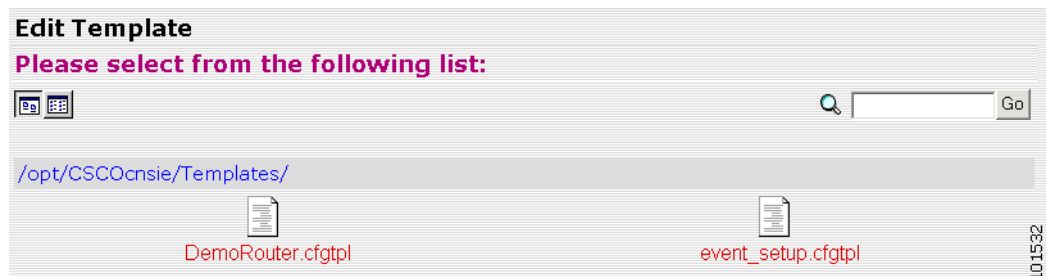 Edit Template
Please select from the following list:
Go
/opt/CSCOcnsie/Templates/
DemoRouter.cfgtpl
event_setup.cfgtpl
101532